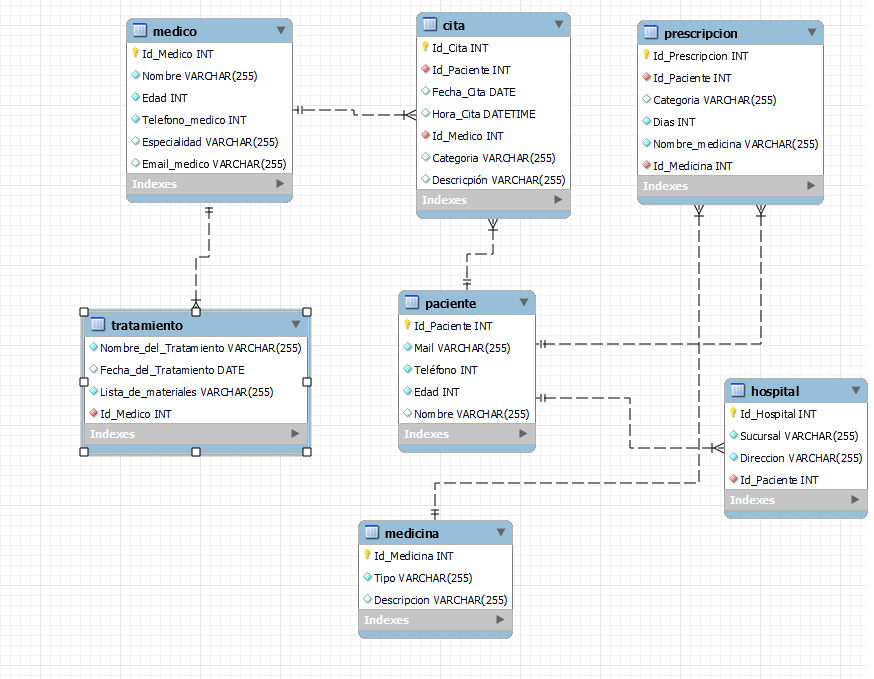 medico
Id_Medico INT
Nombre VARCHAR(255)
Edad INT
Telefono_medico INT
Especialidad VARCHAR(255)
Email_medico VARCHAR(255)
Indexes
cita
Id_Cita INT
Id_Paciente INT
Fecha_Cita DATE
Hora_Cita DATETIME
Id_Medico INT
Categoria VARCHAR(255)
Descricpión VARCHAR(255)
Indexes
prescripcion
Id_Prescripcion INT
Id_Paciente INT
Categoria VARCHAR(255)
Dias INT
Nombre_medicina VARCHAR(255)
Id_Medicina INT
Indexes
tratamiento
Nombre_del_Tratamiento VARCHAR(255)
Fecha_del_Tratamiento DATE
Lista_de_materiales VARCHAR(255)
Id_Medico INT
Indexes
paciente
Id_Paciente INT
Mail VARCHAR(255)
Teléfono INT
Edad INT
Nombre VARCHAR(255)
Indexes
hospital
Id_Hospital INT
Sucursal VARCHAR(255)
Direccion VARCHAR(255)
Id_Paciente INT
Indexes
medicina
Id_Medicina INT
Tipo VARCHAR(255)
Descripcion VARCHAR(255)
Indexes